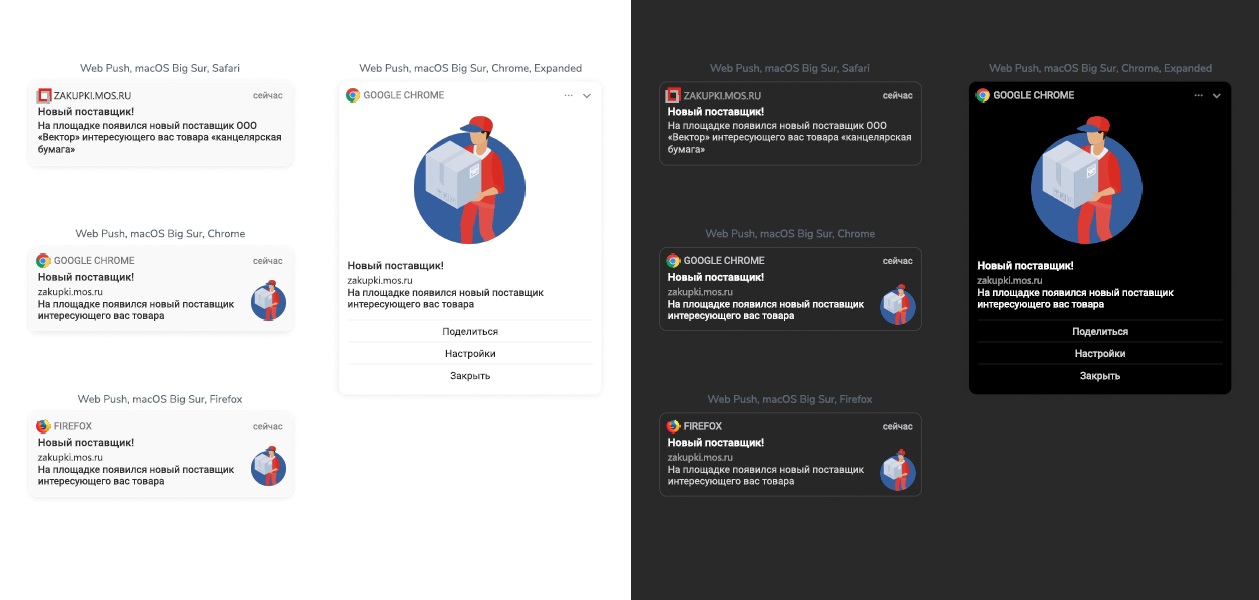 Web Push, macOS Big Sur, Safari
ZAKUPKI.MOS.RU
сейчас
Новый поставщик!
На площадке появился новый поставщик ООО
«Вектор» интересующего вас товара «канцелярская
бумага»
Web Push, macOS Big Sur, Chrome
GOOGLE CHROME
сейчас
Новый поставщик!
zakupki.mos.ru
На площадке появился новый поставщик
интересующего вас товара
Web Push, macOS Big Sur, Firefox
FIREFOX
сейчас
Новый поставщик!
zakupki.mos.ru
На площадке появился новый поставщик
интересующего вас товара
Web Push, macOS Big Sur, Chrome, Expanded
GOOGLE CHROME
Новый поставщик!
zakupki.mos.ru
На площадке появился новый поставщик
интересующего вас товара
Поделиться
Настройки
Закрыть
Web Push, macOS Big Sur, Safari
ZAKUPKI.MOS.RU
сейчас
Новый поставщик!
На площадке появился новый поставщик ООО
«Вектор» интересующего вас товара «канцелярская
бумага»
Web Push, macOS Big Sur, Chrome
GOOGLE CHROME
сейчас
Новый поставщик!
zakupki.mos.ru
На площадке появился новый поставщик
интересующего вас товара
Web Push, macOS Big Sur, Firefox
FIREFOX
сейчас
Новый поставщик!
zakupki.mos.ru
На площадке появился новый поставщик
интересующего вас товара
Web Push, macOS Big Sur, Chrome, Expanded
GOOGLE CHROME
Новый поставщик!
zakupki.mos.ru
На площадке появился новый поставщик
интересующего вас товара
Поделиться
Настройки
Закрыть